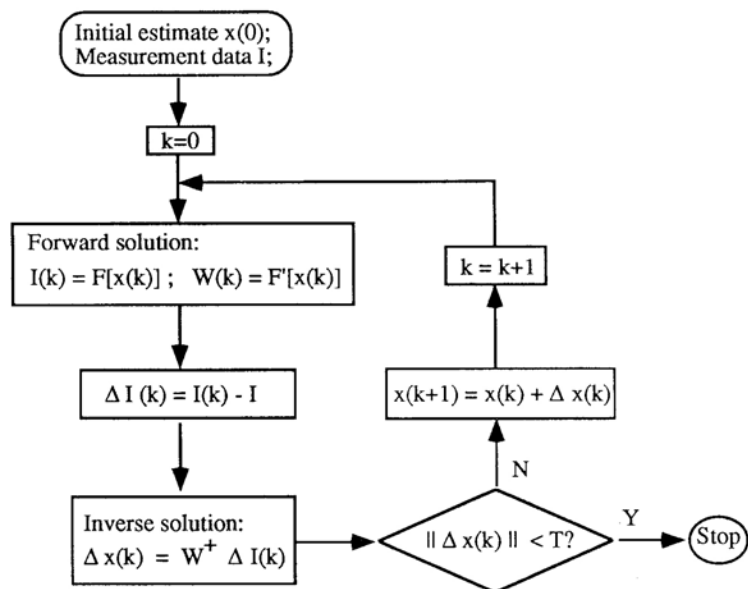 Initial estimate x(0);
Measurement data I;
k=0
Forward solution:
I(k) = F[x(k)] ; W(k) = F'[x(k)]
k = k+1
Δ I (k) = I(k) - I
x(k+1) = x(k) + Δ x(k)
N
Inverse solution:
Δ x(k) = W⁺ Δ I(k)
|| Δ x(k) || < T?
Y
Stop